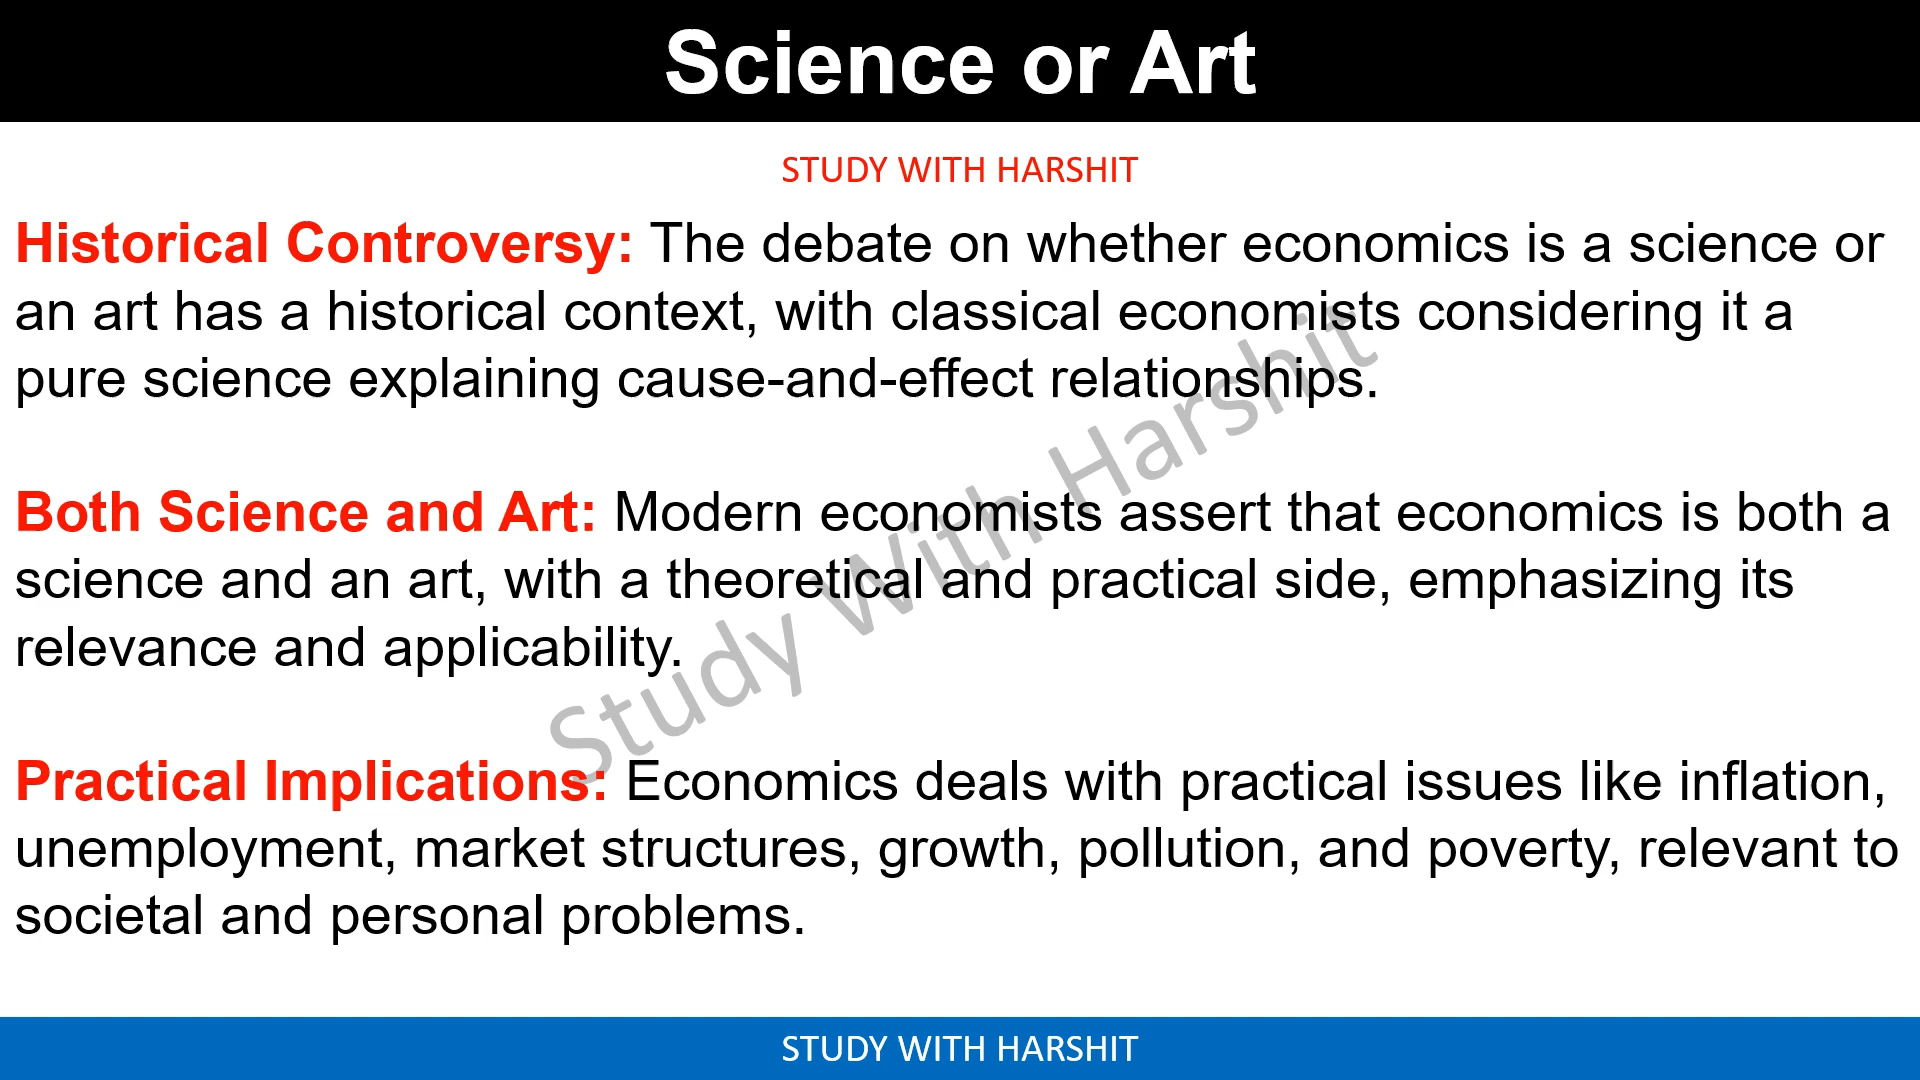 Science or Art
STUDY WITH HARSHIT
Historical Controversy: The debate on whether economics is a science or
an art has a historical context, with classical economists considering it a
pure science explaining cause-and-effect relationships.
Both Science and Art: Modern economists assert that economics is both a
science and an art, with a theoretical and practical side, emphasizing its
relevance and applicability.
Practical Implications: Economics deals with practical issues like inflation,
unemployment, market structures, growth, pollution, and poverty, relevant to
societal and personal problems.
Study With Harshit
STUDY WITH HARSHIT